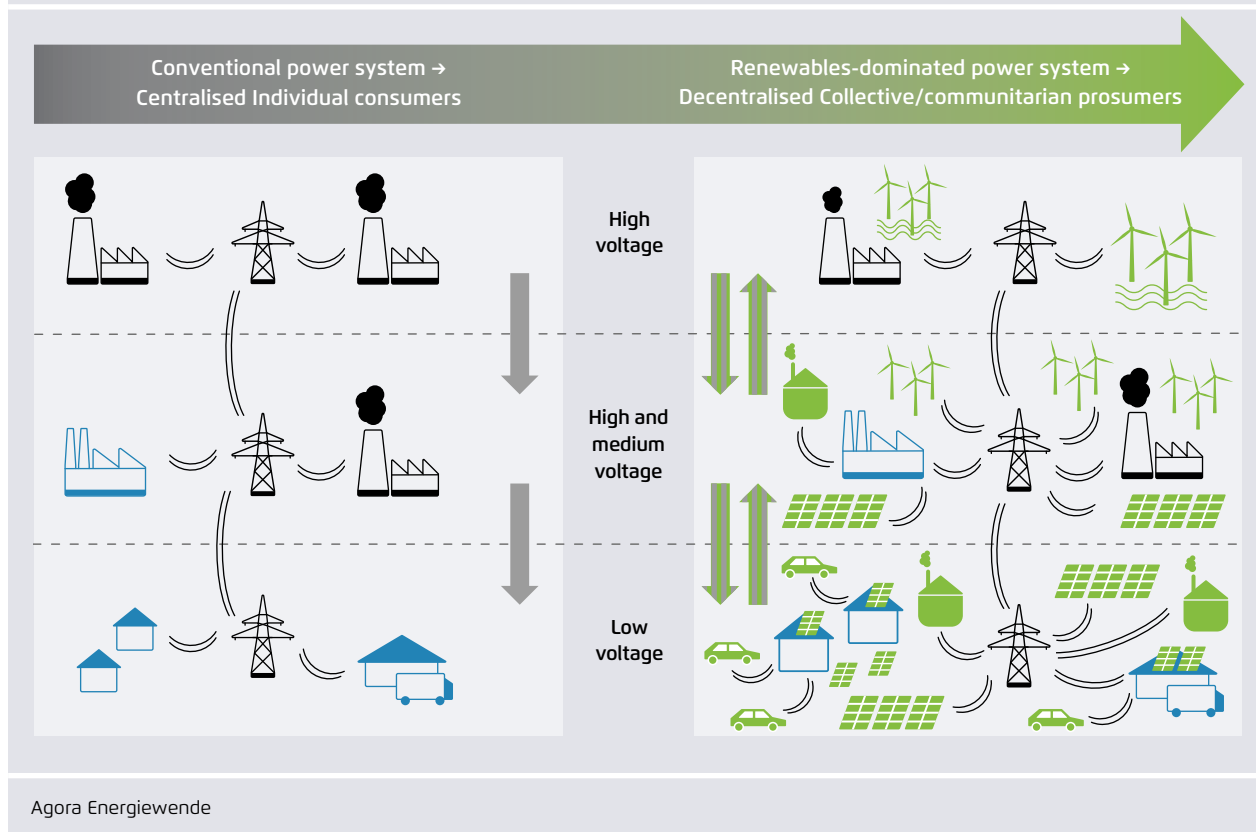 Conventional power system →
Centralised Individual consumers
Renewables-dominated power system →
Decentralised Collective/communitarian prosumers
High
voltage
High and
medium
voltage
Low
voltage
Agora Energiewende